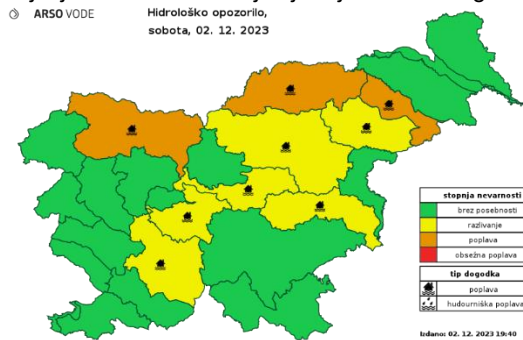 ARSO VODE
Hidrološko opozorilo,
sobota, 02. 12. 2023
stopnja nevarnosti
brez posebnosti
razlivanje
poplava
obsežna poplava
tip dogodka
poplava
hudourniška poplava
Izdano: 02. 12. 2023 19:40